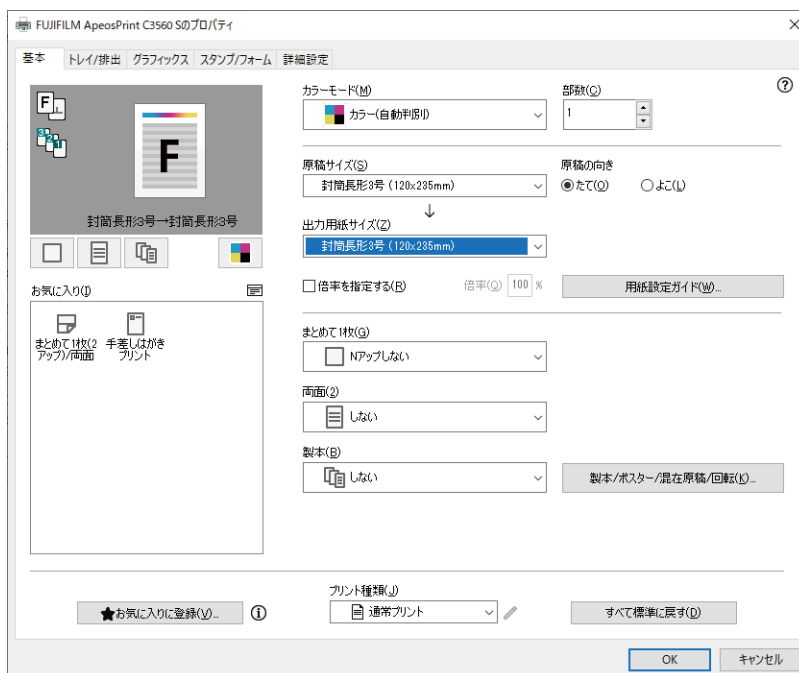 FUJIFILM ApeosPrint C3560 Sのプロパティ
基本 トレイ/排出 グラフィックス スタンプ/フォーム 詳細設定
カラーモード(M) 部数(C)
カラー(自動判別) 1
原稿サイズ(S) 原稿の向き
封筒長形3号 (120x235mm) たて(O) よこ(L)
封筒長形3号→封筒長形3号
出力用紙サイズ(Z)
封筒長形3号 (120x235mm)
倍率を指定する(R) 倍率(Q) 100 % 用紙設定ガイド(W)...
お気に入り(I)
まとめて1枚(2
アップ)/両面
手差しはがき
プリント
まとめて1枚(G)
Nアップしない
両面(2)
しない
製本(B)
しない 製本/ポスター/混在原稿/回転(K)...
プリント種類(J)
★お気に入りに登録(V)... 通常プリント すべて標準に戻す(D)
OK キャンセル